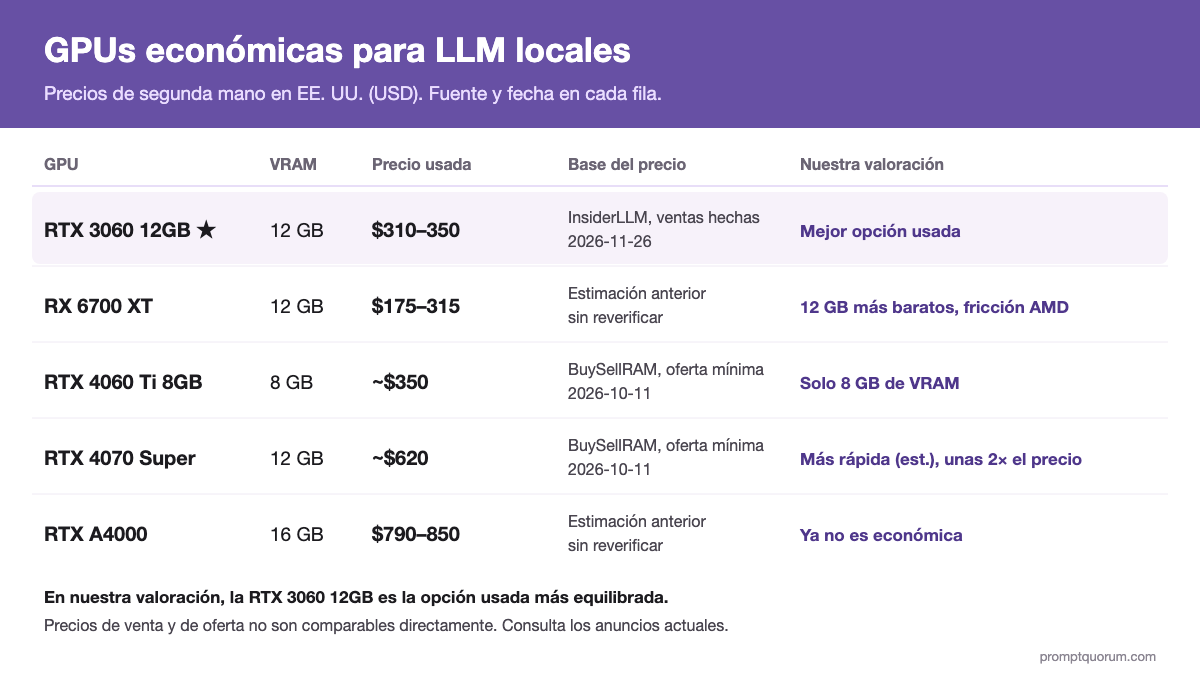 GPUs económicas para LLM locales
Precios de segunda mano en EE. UU. (USD). Fuente y fecha en cada fila.
GPU VRAM Precio usada Base del precio Nuestra valoración
RTX 3060 12GB ★ 12 GB $310–350 InsiderLLM, ventas hechas Mejor opción usada
2026-11-26
RX 6700 XT 12 GB $175–315 Estimación anterior 12 GB más baratos, fricción AMD
sin reverificar
RTX 4060 Ti 8GB 8 GB ~$350 BuySellRAM, oferta mínima Solo 8 GB de VRAM
2026-10-11
RTX 4070 Super 12 GB ~$620 BuySellRAM, oferta mínima Más rápida (est.), unas 2× el precio
2026-10-11
RTX A4000 16 GB $790–850 Estimación anterior Ya no es económica
sin reverificar
En nuestra valoración, la RTX 3060 12GB es la opción usada más equilibrada.
Precios de venta y de oferta no son comparables directamente. Consulta los anuncios actuales.
promptquorum.com